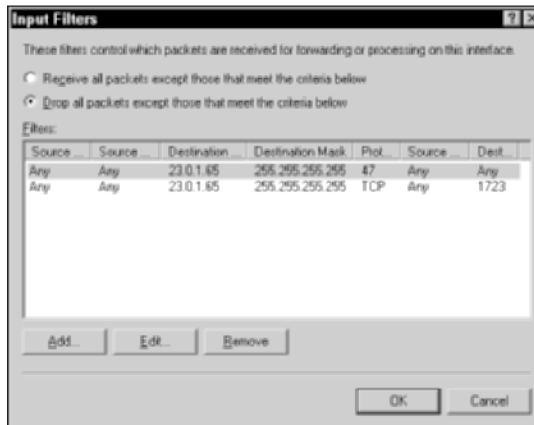 Input Filters
These filters control which packets are received for forwarding or processing on this interface.
Receive all packets except those that meet the criteria below
Drop all packets except those that meet the criteria below
Filters:
Source ... Source ... Destination ... Destination Mask Prot... Source ... Dest...
Any Any 23.0.1.65 255.255.255.255 47 Any Any
Any Any 23.0.1.65 255.255.255.255 TCP Any 1723
Add... Edit... Remove
OK Cancel